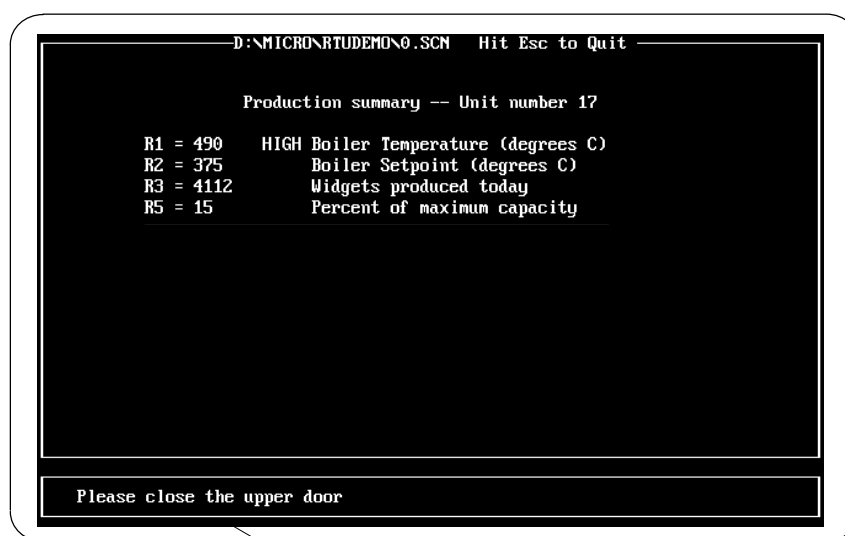 D:\MICRO\RTUDEMO\0.SCN Hit Esc to Quit
Production summary -- Unit number 17
R1 = 490 HIGH Boiler Temperature (degrees C)
R2 = 375 Boiler Setpoint (degrees C)
R3 = 4112 Widgets produced today
R5 = 15 Percent of maximum capacity
Please close the upper door